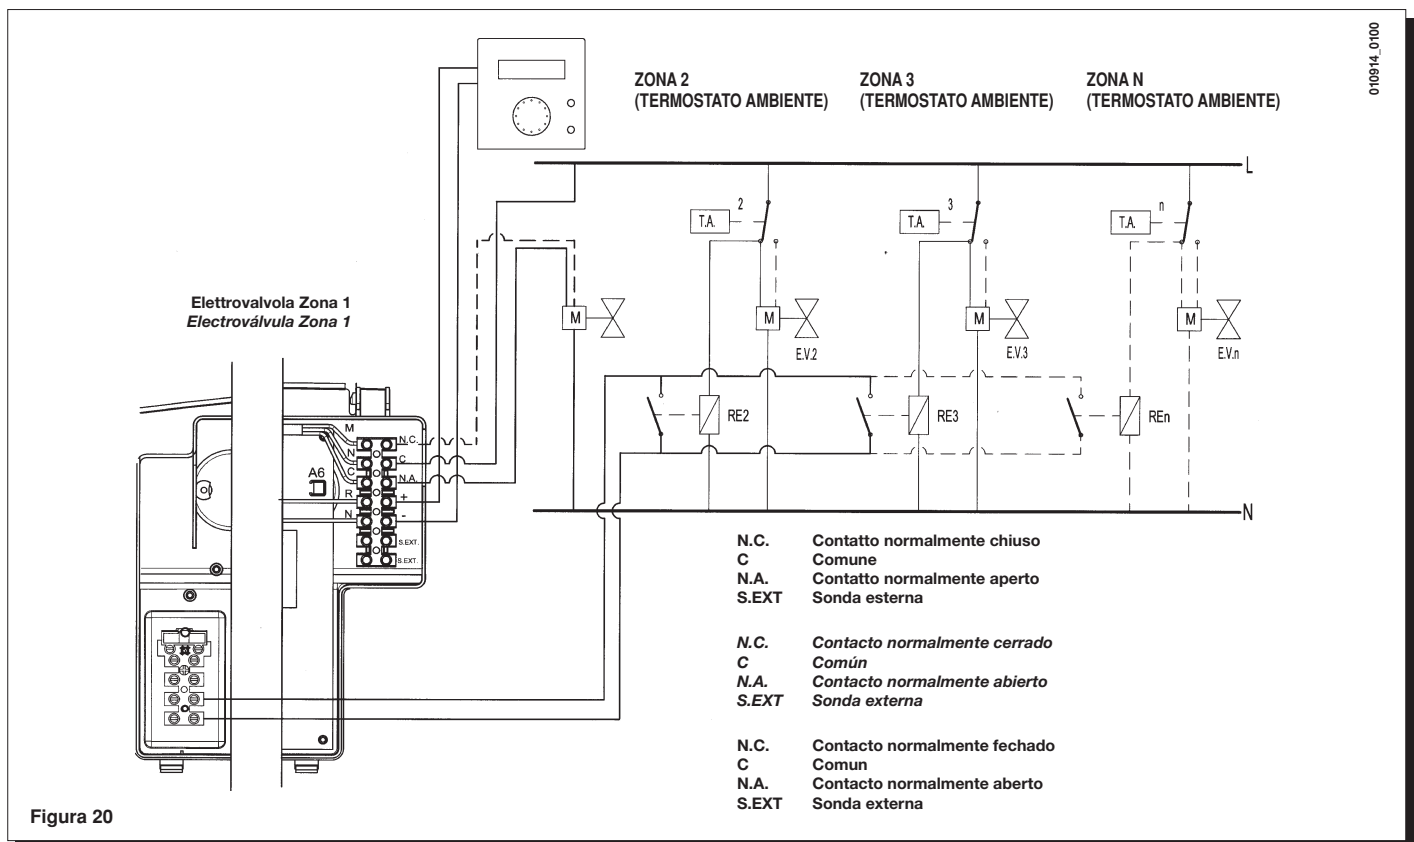 010914_0100
ZONA 2
(TERMOSTATO AMBIENTE)
ZONA 3
(TERMOSTATO AMBIENTE)
ZONA N
(TERMOSTATO AMBIENTE)
L
2
T.A.
3
T.A.
n
T.A.
Elettrovalvola Zona 1
Electroválvula Zona 1
M
M
E.V.2
M
E.V.3
M
E.V.n
RE2
RE3
REn
M
N
C
R
N
A6
N.C.
C
N.A.
+
-
S.EXT.
S.EXT.
N
N.C. Contatto normalmente chiuso
C Comune
N.A. Contatto normalmente aperto
S.EXT Sonda esterna
N.C. Contacto normalmente cerrado
C Común
N.A. Contacto normalmente abierto
S.EXT Sonda externa
N.C. Contacto normalmente fechado
C Comun
N.A. Contacto normalmente aberto
S.EXT Sonda externa
Figura 20